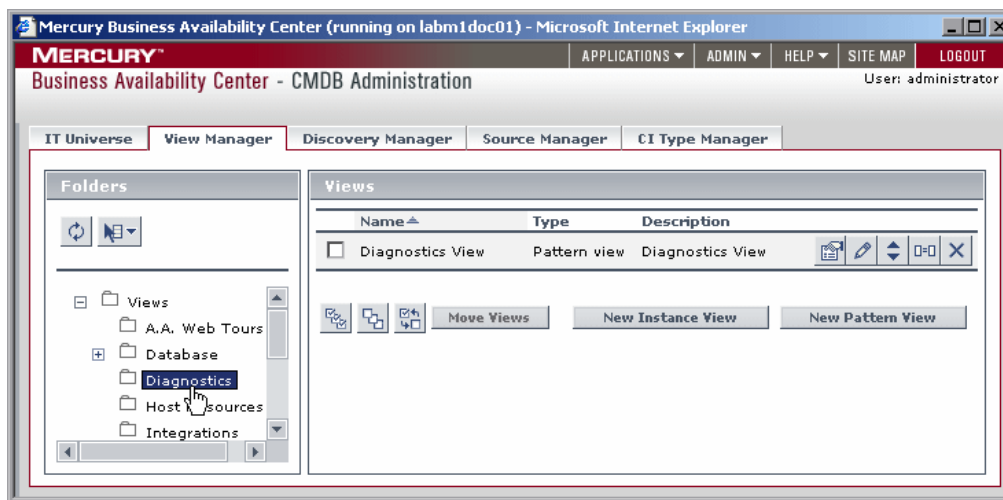 Mercury Business Availability Center (running on labm1doc01) - Microsoft Internet Explorer
MERCURY™ APPLICATIONS ADMIN HELP SITE MAP LOGOUT
Business Availability Center - CMDB Administration User: administrator
IT Universe View Manager Discovery Manager Source Manager CI Type Manager
Folders
Views
A.A. Web Tours
Database
Diagnostics
Host Resources
Integrations
Views
Name Type Description
Diagnostics View Pattern view Diagnostics View
Move Views New Instance View New Pattern View